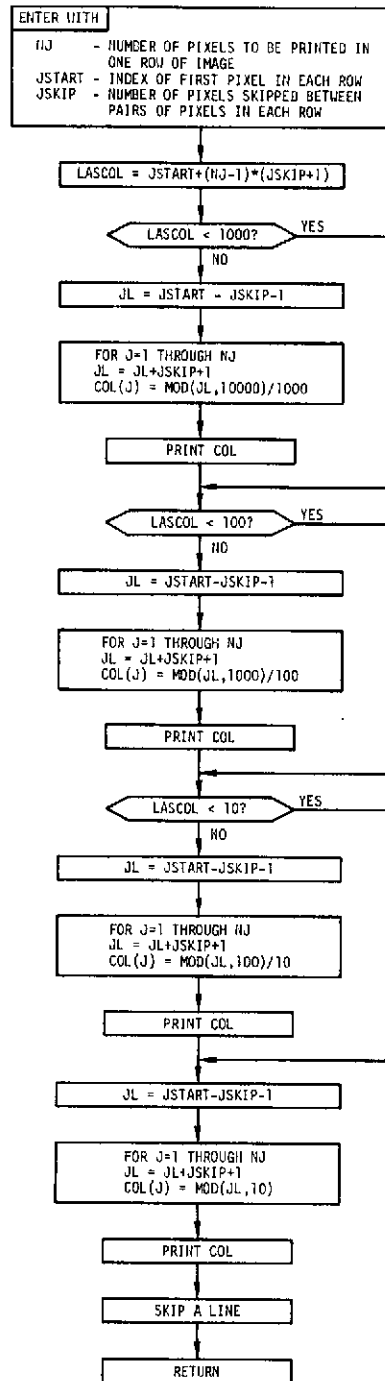 ENTER WITH
NJ - NUMBER OF PIXELS TO BE PRINTED IN
ONE ROW OF IMAGE
JSTART - INDEX OF FIRST PIXEL IN EACH ROW
JSKIP - NUMBER OF PIXELS SKIPPED BETWEEN
PAIRS OF PIXELS IN EACH ROW
LASCOL = JSTART+(NJ-1)*(JSKIP+1)
LASCOL < 1000?
YES
NO
JL = JSTART - JSKIP-1
FOR J=1 THROUGH NJ
JL = JL+JSKIP+1
COL(J) = MOD(JL,10000)/1000
PRINT COL
LASCOL < 100?
YES
NO
JL = JSTART-JSKIP-1
FOR J=1 THROUGH NJ
JL = JL+JSKIP+1
COL(J) = MOD(JL,1000)/100
PRINT COL
LASCOL < 10?
YES
NO
JL = JSTART-JSKIP-1
FOR J=1 THROUGH NJ
JL = JL+JSKIP+1
COL(J) = MOD(JL,100)/10
PRINT COL
JL = JSTART-JSKIP-1
FOR J=1 THROUGH NJ
JL = JL+JSKIP+1
COL(J) = MOD(JL,10)
PRINT COL
SKIP A LINE
RETURN